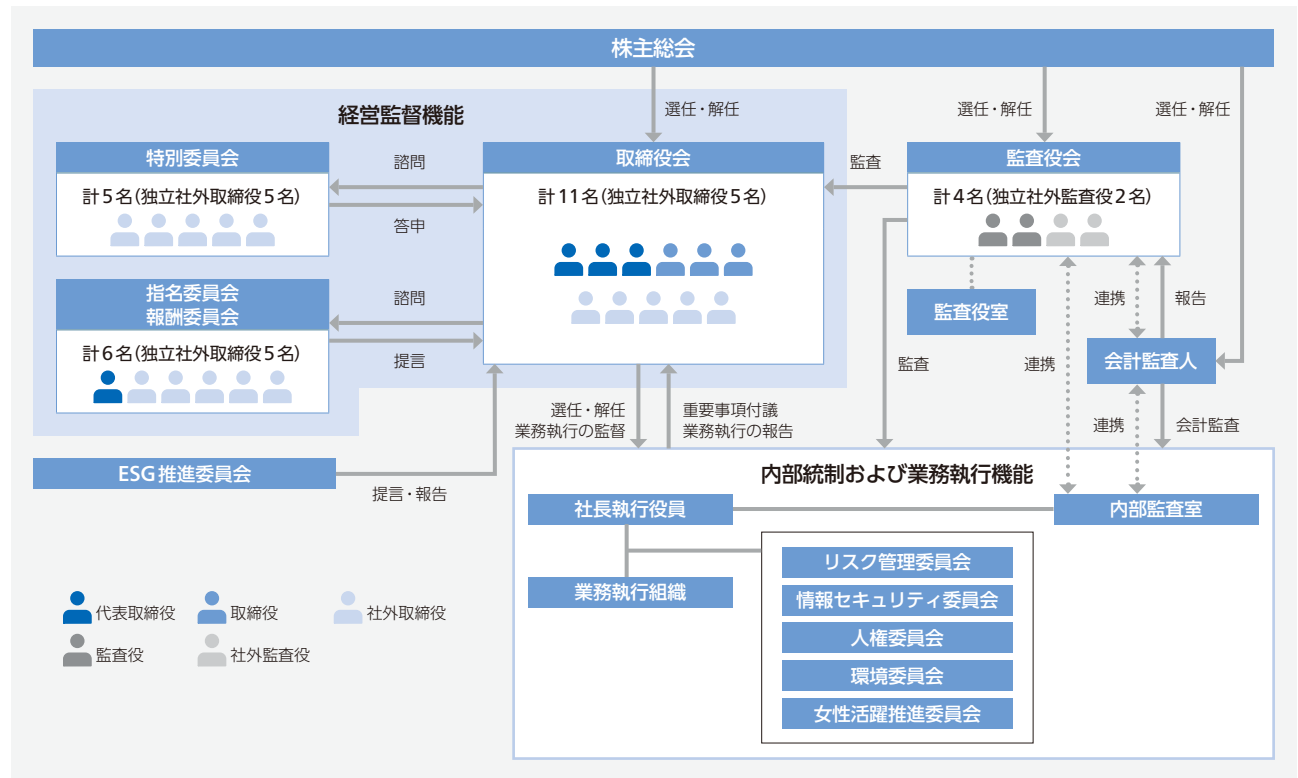 株主総会
選任・解任
選任・解任
選任・解任
経営監督機能
特別委員会
計5名(独立社外取締役5名)
諮問
答申
取締役会
計11名(独立社外取締役5名)
監査
監査役会
計4名(独立社外監査役2名)
指名委員会
報酬委員会
計6名(独立社外取締役5名)
諮問
提言
監査役室
連携
報告
監査
連携
会計監査人
選任・解任
業務執行の監督
重要事項付議
業務執行の報告
連携
会計監査
ESG推進委員会
提言・報告
内部統制および業務執行機能
社長執行役員
内部監査室
業務執行組織
リスク管理委員会
情報セキュリティ委員会
人権委員会
環境委員会
女性活躍推進委員会
代表取締役
取締役
社外取締役
監査役
社外監査役